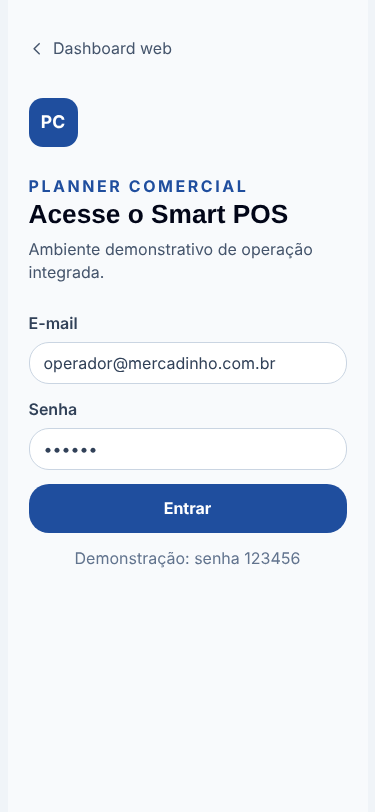 Dashboard web
PC
PLANNER COMERCIAL
Acesse o Smart POS
Ambiente demonstrativo de operação
integrada.
E-mail
operador@mercadinho.com.br
Senha
••••••
Entrar
Demonstração: senha 123456